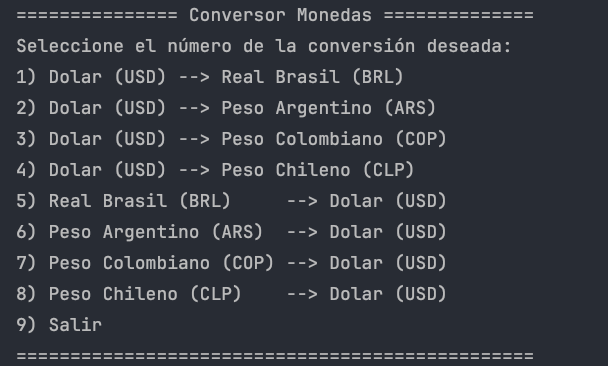 =============== Conversor Monedas ==============
Seleccione el número de la conversión deseada:
1) Dolar (USD) --> Real Brasil (BRL)
2) Dolar (USD) --> Peso Argentino (ARS)
3) Dolar (USD) --> Peso Colombiano (COP)
4) Dolar (USD) --> Peso Chileno (CLP)
5) Real Brasil (BRL)     --> Dolar (USD)
6) Peso Argentino (ARS)  --> Dolar (USD)
7) Peso Colombiano (COP) --> Dolar (USD)
8) Peso Chileno (CLP)    --> Dolar (USD)
9) Salir
================================================